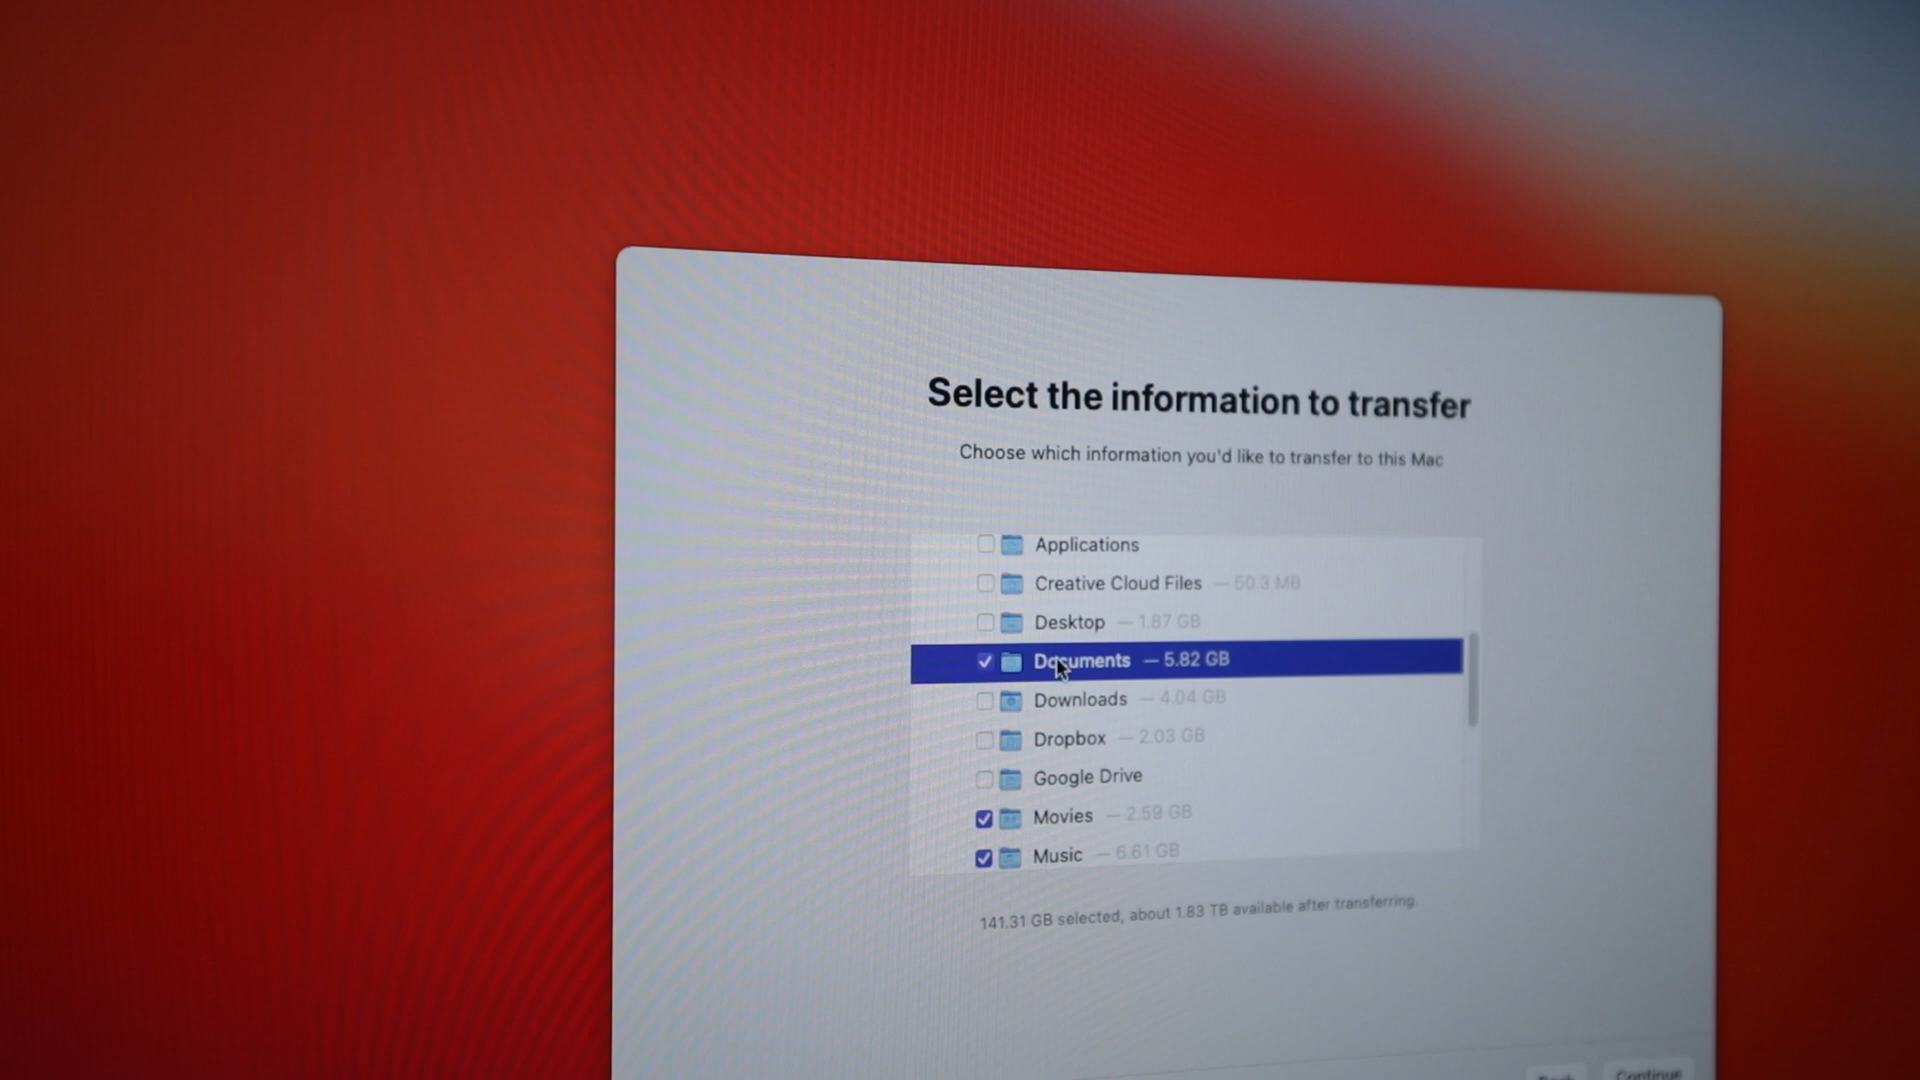 Select the information to transfer
Choose which information you'd like to transfer to this Mac
Applications
Creative Cloud Files — 50.3 MB
Desktop — 1.87 GB
Documents — 5.82 GB
Downloads — 4.04 GB
Dropbox — 2.03 GB
Google Drive
Movies — 2.59 GB
Music — 6.61 GB
141.31 GB selected, about 1.83 TB available after transferring.
Continue